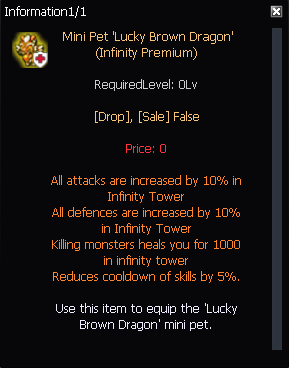 Information1/1
Mini Pet 'Lucky Brown Dragon'
(Infinity Premium)
RequiredLevel: 0Lv
[Drop], [Sale] False
Price: 0
All attacks are increased by 10% in
Infinity Tower
All defences are increased by 10%
in Infinity Tower
Killing monsters heals you for 1000
in infinity tower
Reduces cooldown of skills by 5%.
Use this item to equip the 'Lucky
Brown Dragon' mini pet.